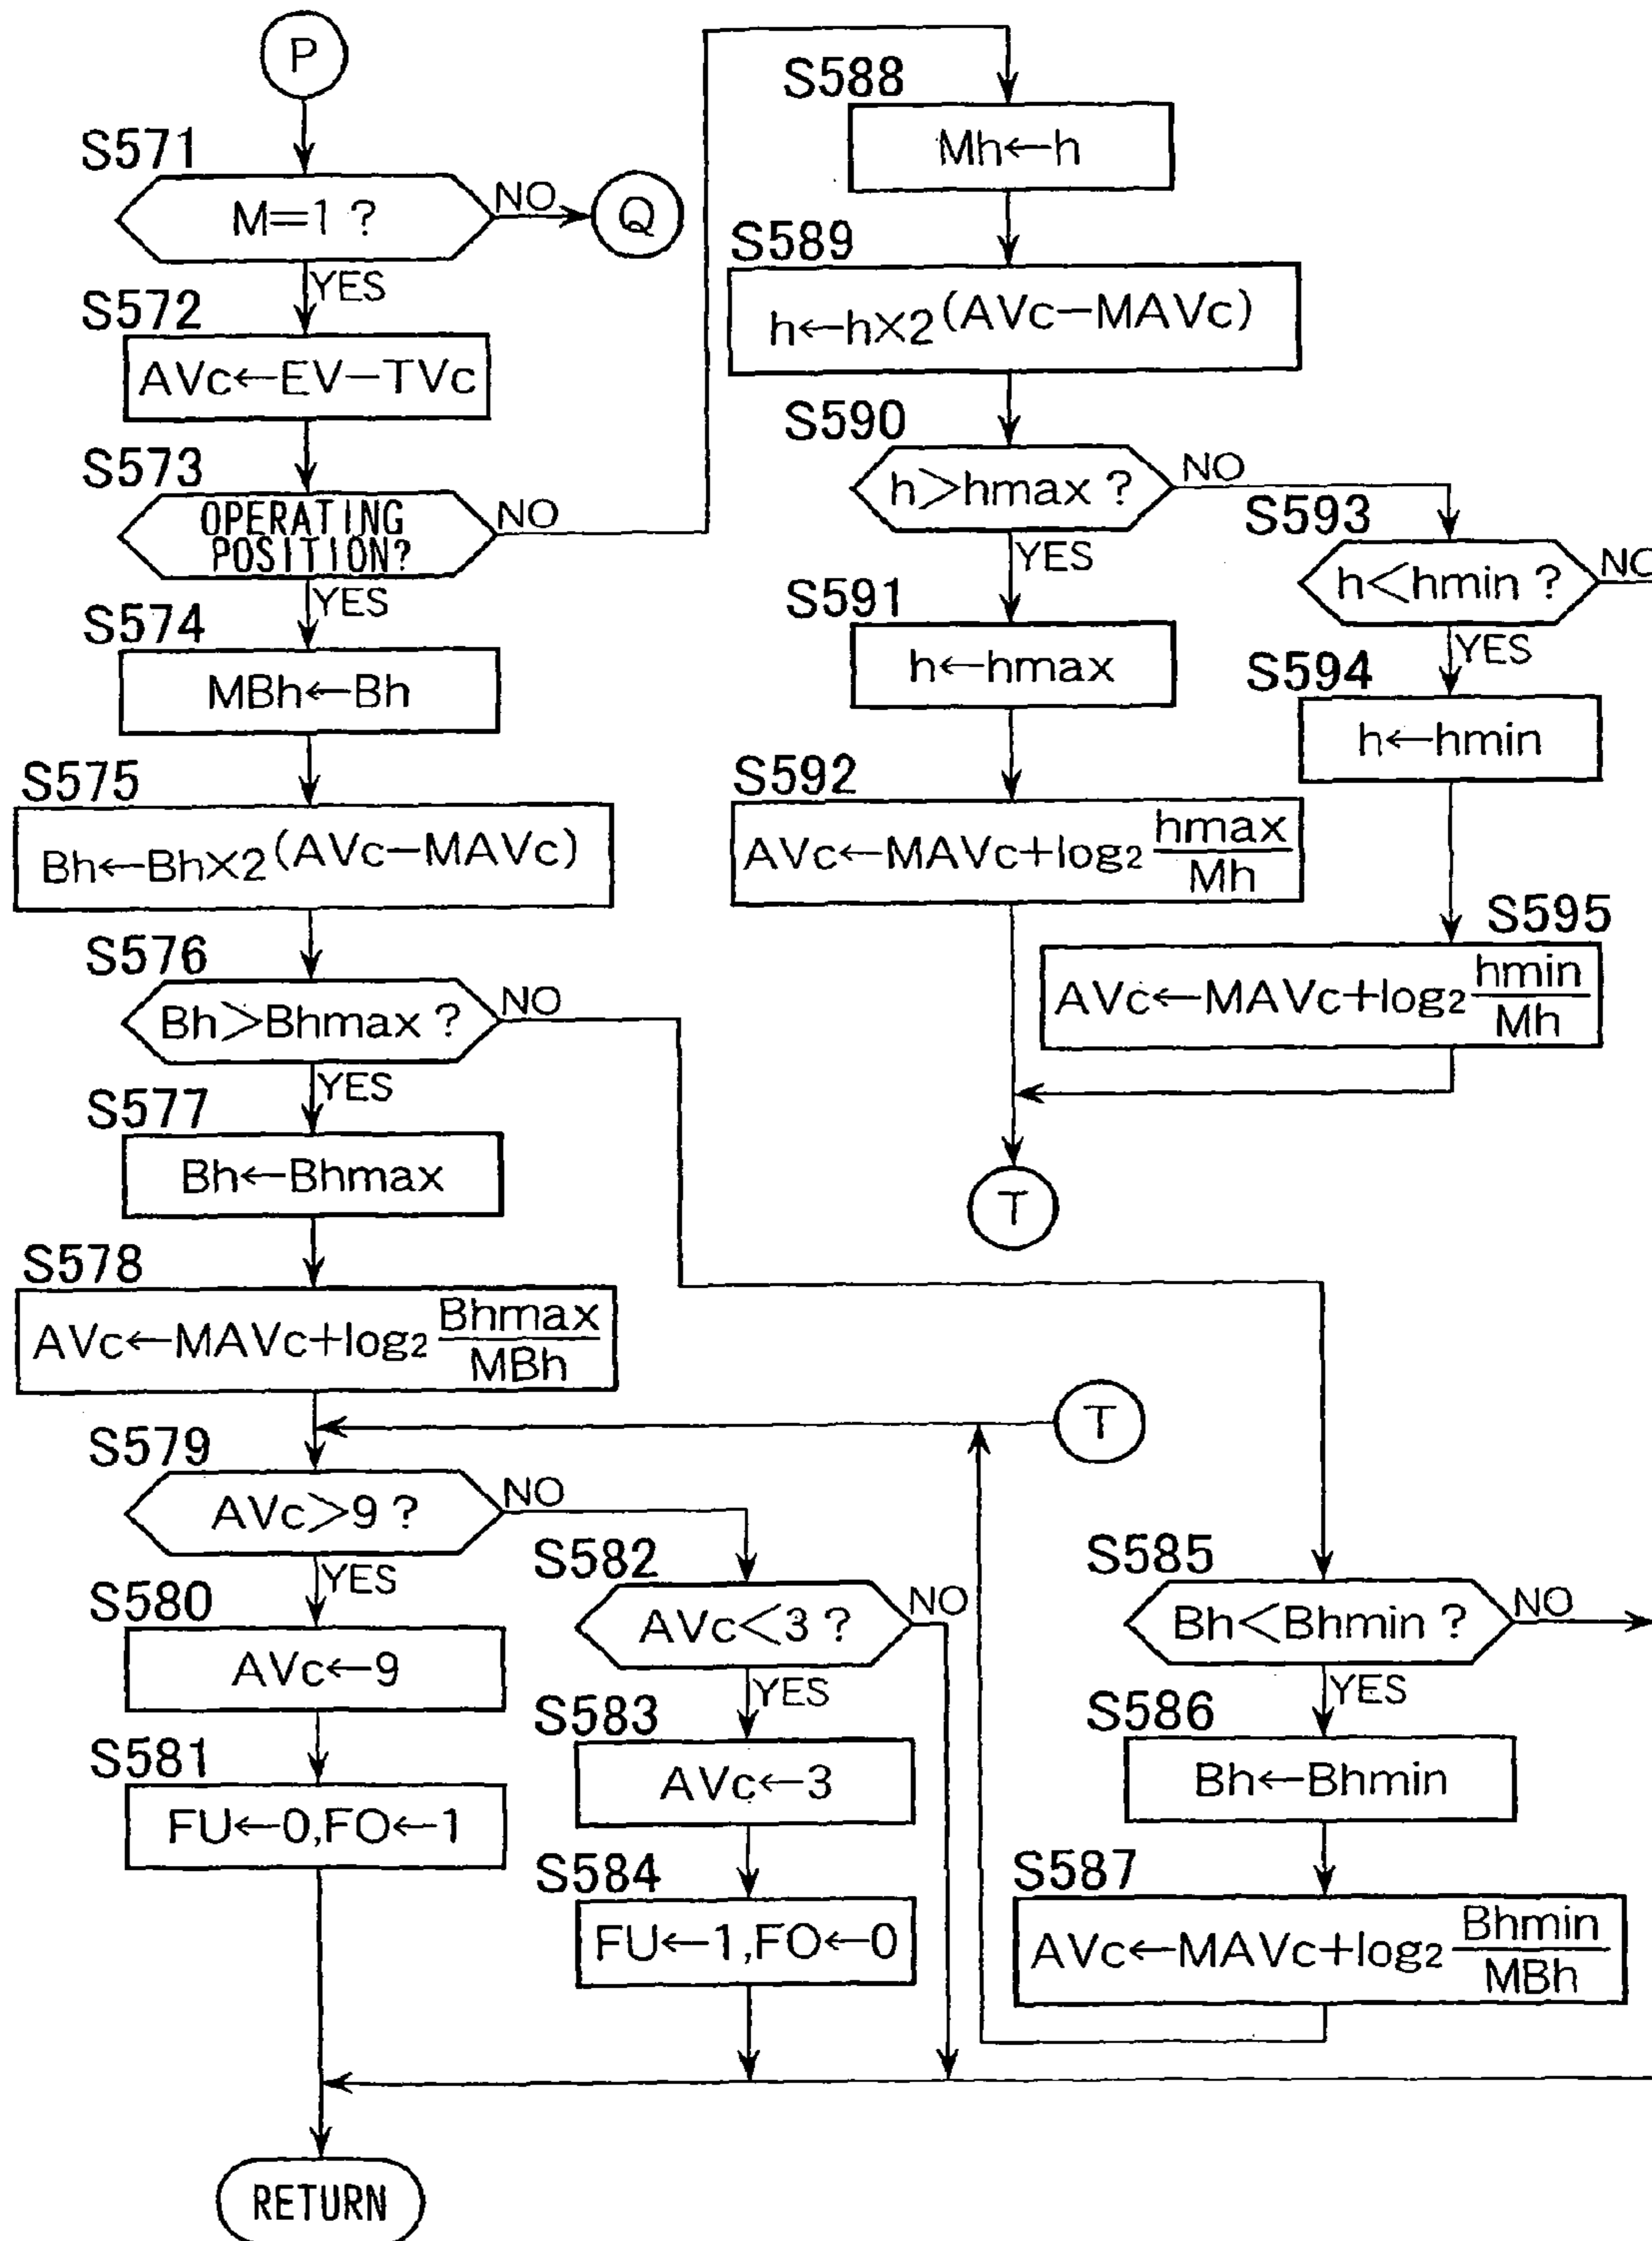 P
S571
M=1 ?
NO
Q
YES
S572
AVc←EV−TVc
S573
OPERATING
POSITION?
NO
YES
S574
MBh←Bh
S575
Bh←Bh×2(AVc−MAVc)
S576
Bh>Bhmax ?
NO
YES
S577
Bh←Bhmax
S578
AVc←MAVc+log2 Bhmax
MBh
T
S579
AVc>9 ?
NO
YES
S580
AVc←9
S581
FU←0,FO←1
S582
AVc<3 ?
NO
YES
S583
AVc←3
S584
FU←1,FO←0
S585
Bh<Bhmin ?
NO
YES
S586
Bh←Bhmin
S587
AVc←MAVc+log2 Bhmin
MBh
RETURN
S588
Mh←h
S589
h←h×2(AVc−MAVc)
S590
h>hmax ?
NO
YES
S591
h←hmax
S592
AVc←MAVc+log2 hmax
Mh
S593
h<hmin ?
NO
YES
S594
h←hmin
S595
AVc←MAVc+log2 hmin
Mh
T